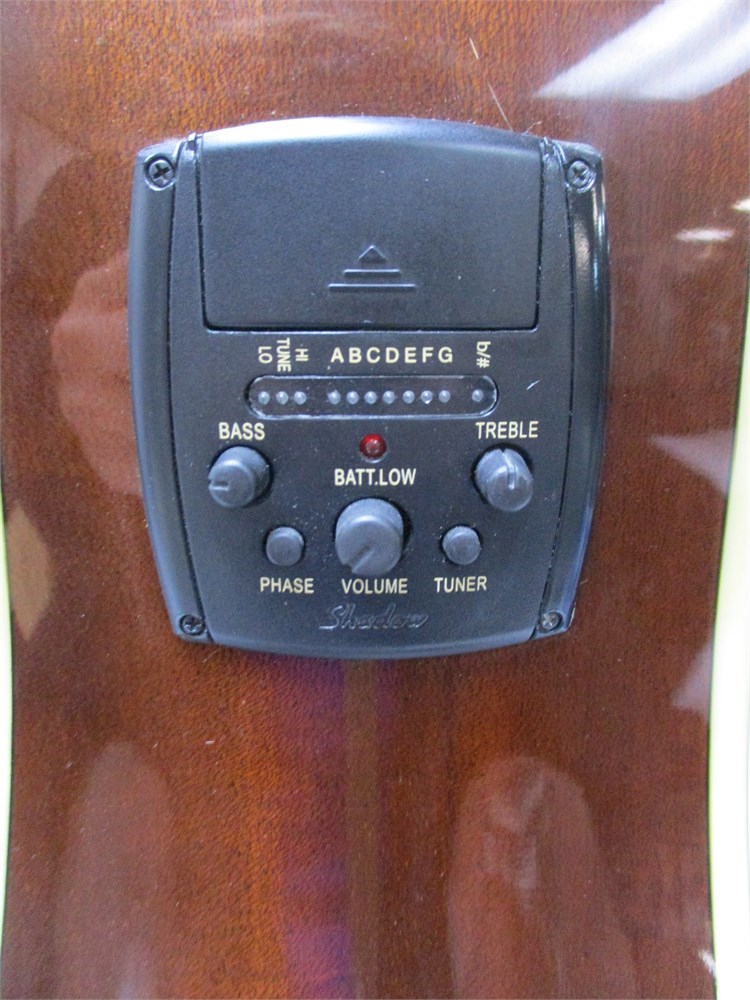 LO TUNE HI ABCDEFG b/#
BASS TREBLE
BATT.LOW
PHASE VOLUME TUNER
Shadow